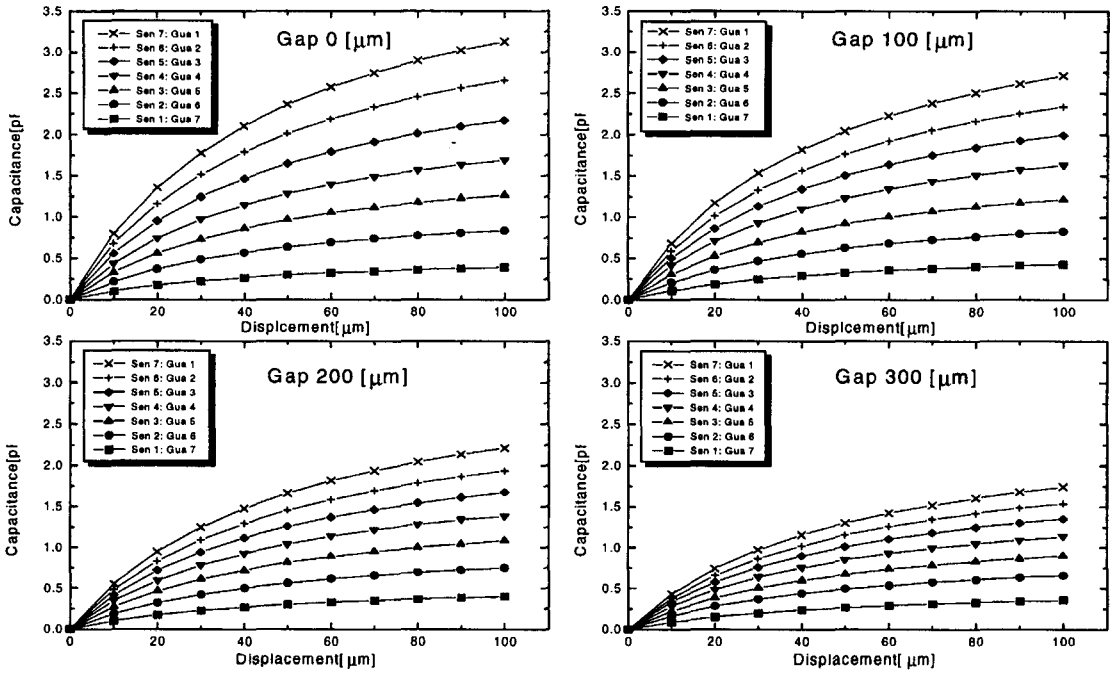 Gap 0 [μm]
Sen 7: Gua 1
Sen 6: Gua 2
Sen 5: Gua 3
Sen 4: Gua 4
Sen 3: Gua 5
Sen 2: Gua 6
Sen 1: Gua 7
Capacitance[pf
3.5
3.0
2.5
2.0
1.5
1.0
0.5
0.0
0 20 40 60 80 100
Displcement[μm]
Gap 100 [μm]
Sen 7: Gua 1
Sen 6: Gua 2
Sen 5: Gua 3
Sen 4: Gua 4
Sen 3: Gua 5
Sen 2: Gua 6
Sen 1: Gua 7
Capacitance[pf
3.5
3.0
2.5
2.0
1.5
1.0
0.5
0.0
0 20 40 60 80 100
Displcement[μm]
Gap 200 [μm]
Sen 7: Gua 1
Sen 6: Gua 2
Sen 5: Gua 3
Sen 4: Gua 4
Sen 3: Gua 5
Sen 2: Gua 6
Sen 1: Gua 7
Capacitance[pf
3.5
3.0
2.5
2.0
1.5
1.0
0.5
0.0
0 20 40 60 80 100
Displacement[μm]
Gap 300 [μm]
Sen 7: Gua 1
Sen 6: Gua 2
Sen 5: Gua 3
Sen 4: Gua 4
Sen 3: Gua 5
Sen 2: Gua 6
Sen 1: Gua 7
Capacitance[pf
3.5
3.0
2.5
2.0
1.5
1.0
0.5
0.0
0 20 40 60 80 100
Displacement[μm]